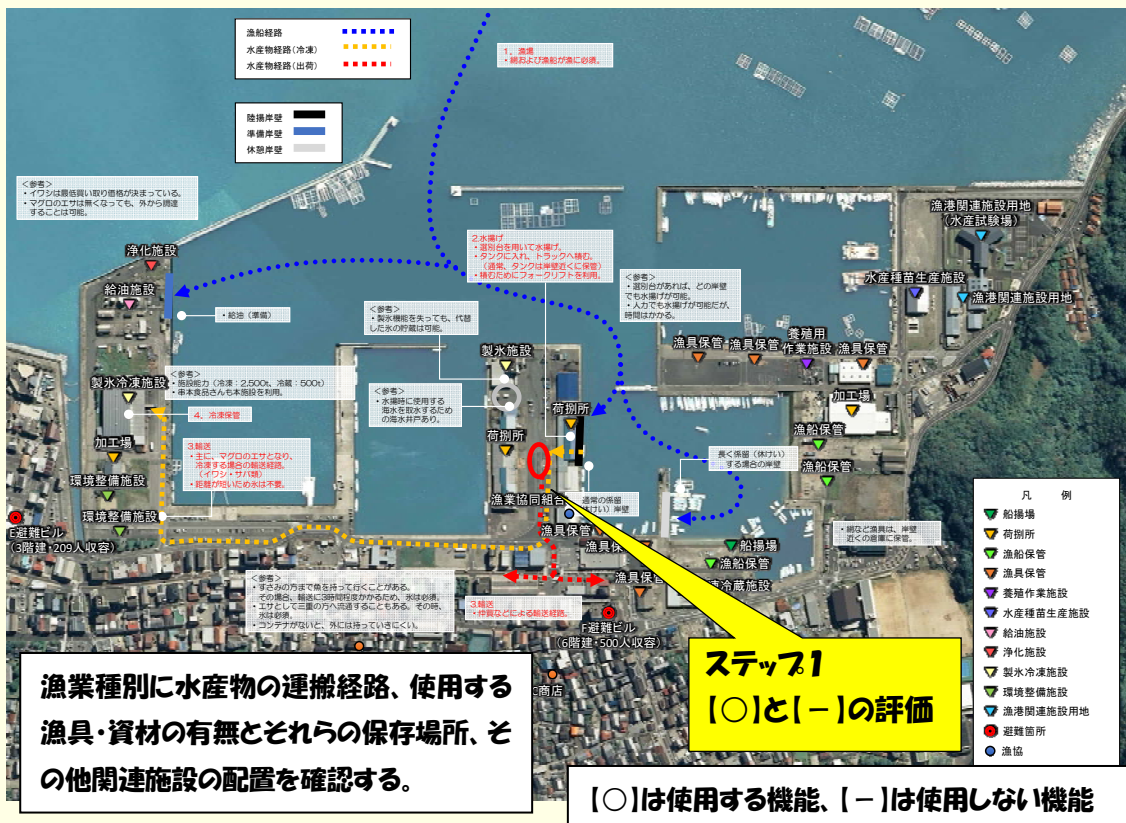 漁船経路
水産物経路(冷凍)
水産物経路(出荷)
陸揚岸壁
準備岸壁
休憩岸壁
1、漁場
・網および漁船が漁に必須。
<参考>
・イワシは最低買い取り価格が決まっている。
・マグロのエサは無くなっても、外から調達
することは可能。
浄化施設
給油施設
・給油(準備)
2.水揚げ
・選別台を用いて水揚げ。
・タンクに入れ、トラックへ積む。
(通常、タンクは岸壁近くに保管)
・積むためにフォークリフトを利用。
<参考>
・選別台があれば、どの岸壁
でも水揚げが可能。
・人力でも水揚げが可能だが、
時間はかかる。
漁港関連施設用地
(水産試験場)
水産種苗生産施設
漁港関連施設用地
<参考>
・製氷機能を失っても、代替
した氷の貯蔵は可能。
製氷施設
漁具保管
漁具保管
養殖用
作業施設
漁具保管
製氷冷凍施設
<参考>
・施設能力(冷凍:2,500t、冷蔵:500t)
・串本食品さんも本施設を利用。
4、冷凍保管
<参考>
・水揚時に使用する
海水を取水するため
の海水井戸あり。
荷捌所
荷捌所
加工場
加工場
漁船保管
3.輸送
・主に、マグロのエサとなり、
冷凍する場合の輸送経路。
(イワシ・サバ類)
・距離が短いため氷は不要。
長く係留(休けい)
する場合の岸壁
漁船保管
環境整備施設
環境整備施設
漁業協同組合
通常の係留
(休けい)岸壁
漁具保管
E避難ビル
(3階建・209人収容)
漁具保管
船揚場
漁船保管
・網など漁具は、岸壁
近くの倉庫に保管。
<参考>
・すさみの方まで魚を持って行くことがある。
その場合、輸送に3時間程度かかるため、氷は必須。
・エサとして三重の方へ流通することもある。その時、
氷は必須。
・コンテナがないと、外には持っていきにくい。
漁具保管
冷蔵施設
3.輸送
・仲買などによる輸送経路。
F避難ビル
(6階建・500人収容)
商店
凡 例
船揚場
荷捌所
漁船保管
漁具保管
養殖作業施設
水産種苗生産施設
給油施設
浄化施設
製氷冷凍施設
環境整備施設
漁港関連施設用地
避難箇所
漁協
漁業種別に水産物の運搬経路、使用する
漁具・資材の有無とそれらの保存場所、そ
の他関連施設の配置を確認する。
ステップ1
【○】と【-】の評価
【○】は使用する機能、【-】は使用しない機能